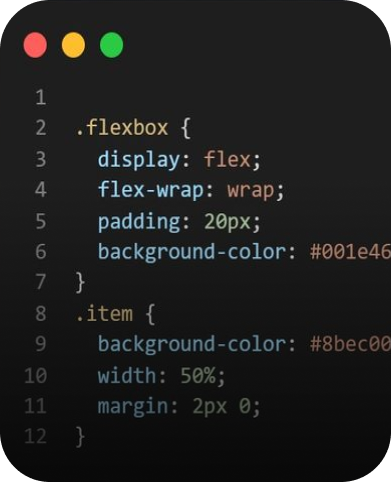 1
2 .flexbox {
3 display: flex;
4 flex-wrap: wrap;
5 padding: 20px;
6 background-color: #001e46
7 }
8 .item {
9 background-color: #8bec00
10 width: 50%;
11 margin: 2px 0;
12 }